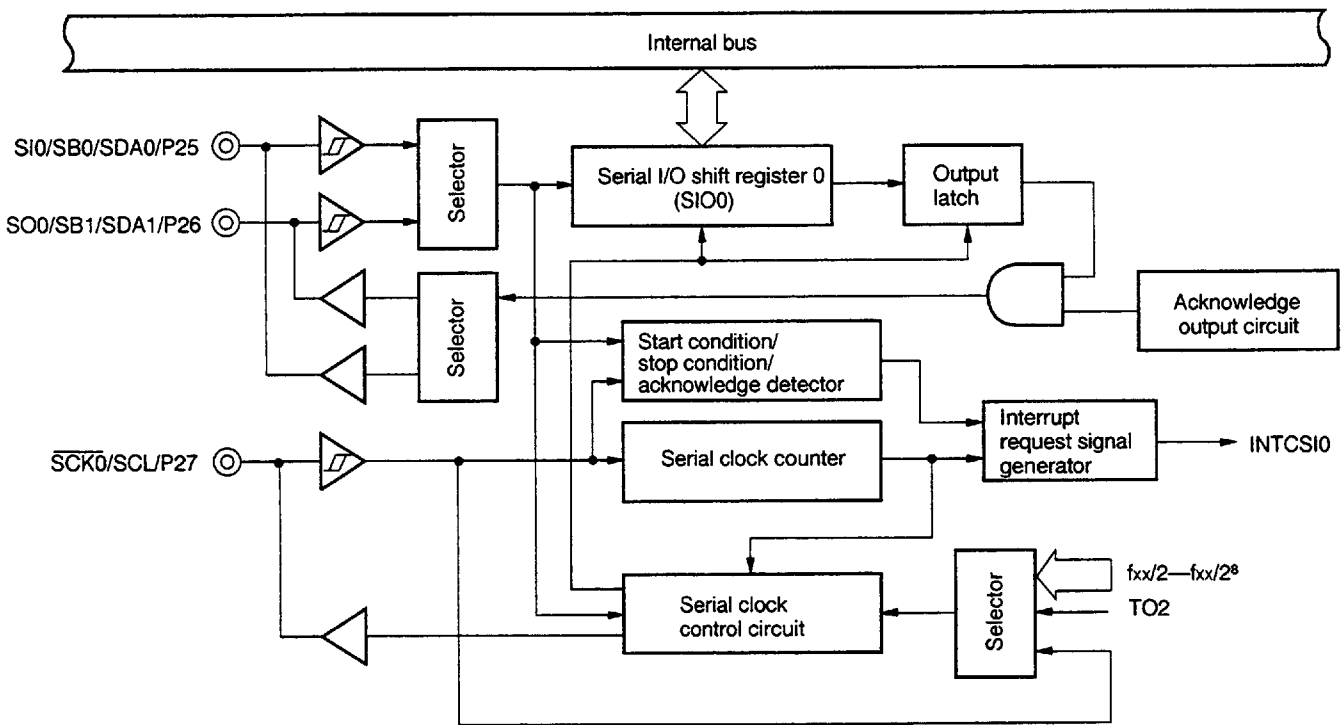 Internal bus
SI0/SB0/SDA0/P25
SO0/SB1/SDA1/P26
Selector
Serial I/O shift register 0
(SIO0)
Output
latch
Selector
Acknowledge
output circuit
Start condition/
stop condition/
acknowledge detector
Interrupt
request signal
generator
INTCSI0
S̅C̅K̅0̅/SCL/P27
Serial clock counter
Serial clock
control circuit
Selector
fxx/2—fxx/2⁸
TO2